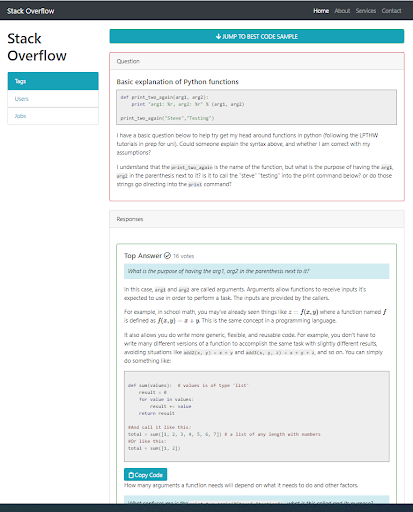 Stack Overflow
Home About Services Contact
Stack
Overflow
Tags
Users
Jobs
JUMP TO BEST CODE SAMPLE
Question
Basic explanation of Python functions
def print_two_again(arg1, arg2):
print "arg1: %r, arg2: %r" % (arg1, arg2)
print_two_again("Steve","Testing")
I have a basic question below to help try get my head around functions in python (following the LPTHW
tutorials in prep for uni). Could someone explain the syntax above, and whether I am correct with my
assumptions?
I understand that the print_two_again is the name of the function, but what is the purpose of having the arg1,
arg2 in the parenthesis next to it? Is it to call the "steve" "testing" into the print command below? or do those
strings go directly into the print command?
Responses
Top Answer 16 votes
What is the purpose of having the arg1, arg2 in the parenthesis next to it?
In this case, arg1 and arg2 are called arguments. Arguments allow functions to receive inputs it's
expected to use in order to perform a task. The inputs are provided by the callers.
For example, in school math, you may've already seen things like z = f(x, y) where a function named f
is defined as f(x, y) = x + y. This is the same concept in a programming language.
It also allows you do write more generic, flexible, and reusable code. For example, you don't have to
write many different versions of a function to accomplish the same task with slightly different results,
avoiding situations like add2(x, y) = x + y and add3(x, y, z) = x + y + z, and so on. You can simply
do something like:
def sum(values): # values is of type 'list'
result = 0
for value in values:
result += value
return result
#And call it like this:
total = sum([1, 2, 3, 4, 5, 6, 7]) # a list of any length with numbers
#Or like this:
total = sum([1, 2])
Copy Code
How many arguments a function needs will depend on what it needs to do and other factors.